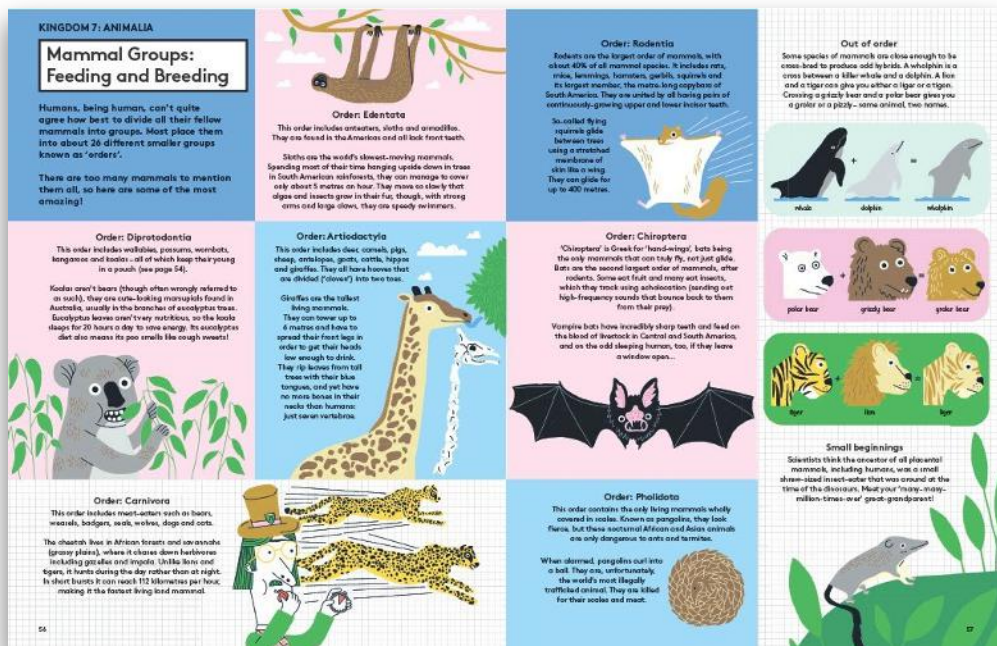 KINGDOM 7: ANIMALIA
Mammal Groups:
Feeding and Breeding
Humans, being human, can't quite
agree how best to divide all their fellow
mammals into groups. Most place them
into about 26 different smaller groups
known as 'orders'.
There are too many mammals to mention
them all, so here are some of the most
amazing!
Order: Edentata
This order includes anteaters, sloths and armadillos.
They are found in the Americas and all lack front teeth.
Sloths are the world's slowest-moving mammals.
Spending most of their time hanging upside down in trees
in South American rainforests, they can manage to cover
only about 5 metres an hour. They move so slowly that
algae and insects grow in their fur, though, with strong
arms and large claws, they are speedy swimmers.
Order: Diprotodontia
This order includes wallabies, possums, wombats,
kangaroos and koalas – all of which keep their young
in a pouch (see page 54).
Koalas aren't bears (though often wrongly referred to
as such), they are cute-looking marsupials found in
Australia, usually in the branches of eucalyptus trees.
Eucalyptus leaves aren't very nutritious, so the koala
sleeps for 20 hours a day to save energy. Its eucalyptus
diet also means its poo smells like cough sweets!
Order: Artiodactyla
This order includes deer, camels, pigs,
sheep, antelopes, goats, cattle, hippos
and giraffes. They all have hooves that
are divided ('cloven') into two toes.
Giraffes are the tallest
living mammals.
They can tower up to
6 metres and have to
spread their front legs in
order to get their heads
low enough to drink.
They rip leaves from tall
trees with their blue
tongues, and yet have
no more bones in their
necks than humans:
just seven vertebrae.
Order: Carnivora
This order includes meat-eaters such as bears,
weasels, badgers, seals, wolves, dogs and cats.
The cheetah lives in African forests and savannahs
(grassy plains), where it chases down herbivores
including gazelles and impala. Unlike lions and
tigers, it hunts during the day rather than at night.
In short bursts it can reach 112 kilometres per hour,
making it the fastest living land mammal.
56
Order: Rodentia
Rodents are the largest order of mammals, with
about 40% of all mammal species. It includes rats,
mice, lemmings, hamsters, gerbils, squirrels and
its largest member, the metre-long capybara of
South America. They are united by all having pairs of
continuously-growing upper and lower incisor teeth.
So-called flying
squirrels glide
between trees
using a stretched
membrane of
skin like a wing.
They can glide for
up to 400 metres.
Order: Chiroptera
'Chiroptera' is Greek for 'hand-wings', bats being
the only mammals that can truly fly, not just glide.
Bats are the second largest order of mammals, after
rodents. Some eat fruit and many eat insects,
which they track using echolocation (sending out
high-frequency sounds that bounce back to them
from their prey).
Vampire bats have incredibly sharp teeth and feed on
the blood of livestock in Central and South America,
and on the odd sleeping human, too, if they leave
a window open...
Order: Pholidota
This order contains the only living mammals wholly
covered in scales. Known as pangolins, they look
fierce, but these nocturnal African and Asian animals
are only dangerous to ants and termites.
When alarmed, pangolins curl into
a ball. They are, unfortunately,
the world's most illegally
trafficked animal. They are killed
for their scales and meat.
Out of order
Some species of mammals are close enough to be
cross-bred to produce odd hybrids. A wholphin is a
cross between a killer whale and a dolphin. A lion
and a tiger can give you either a liger or a tigon.
Crossing a grizzly bear and a polar bear gives you
a grolar or a pizzly – same animal, two names.
whale + dolphin = wholphin
polar bear + grizzly bear = grolar bear
tiger + lion = liger
Small beginnings
Scientists think the ancestor of all placental
mammals, including humans, was a small
shrew-sized insect-eater that was around at the
time of the dinosaurs. Meet your 'many-many-
million-times-over' great-grandparent!
57